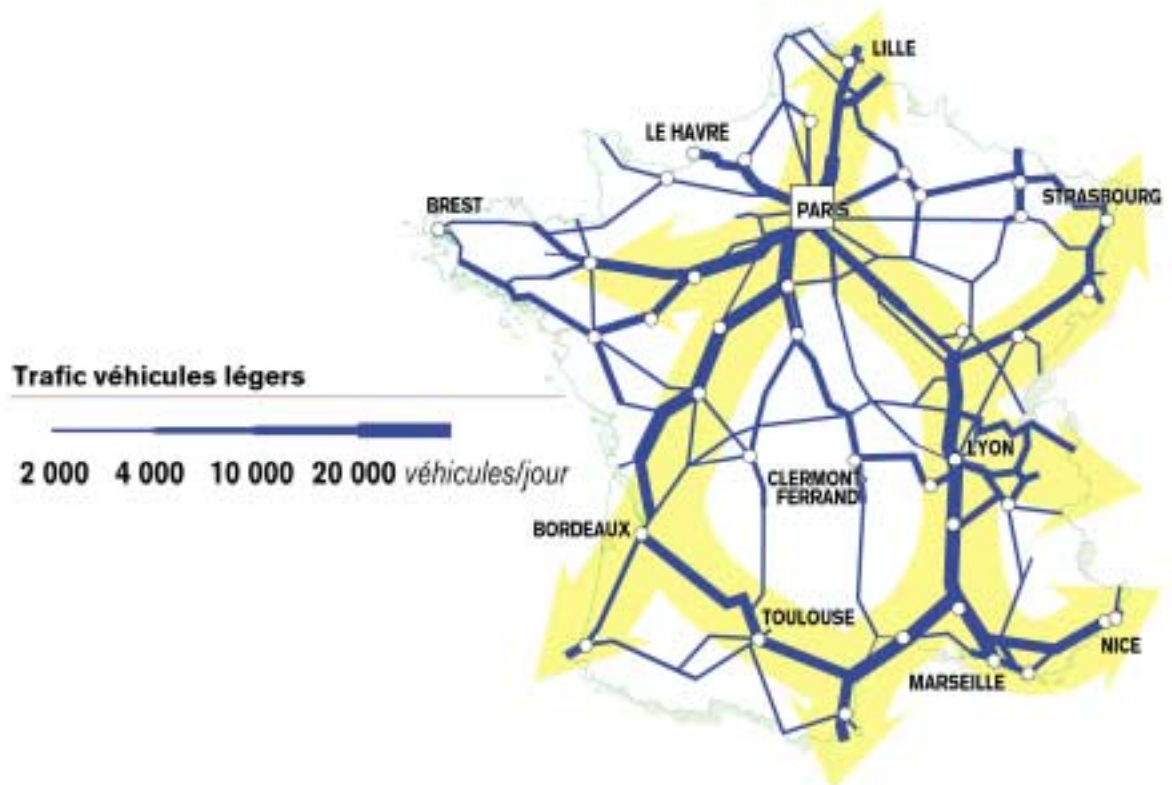 LILLE
LE HAVRE
PARIS
STRASBOURG
BREST
Trafic véhicules légers
2 000 4 000 10 000 20 000 véhicules/jour
LYON
CLERMONT
FERRAND
BORDEAUX
TOULOUSE
NICE
MARSEILLE